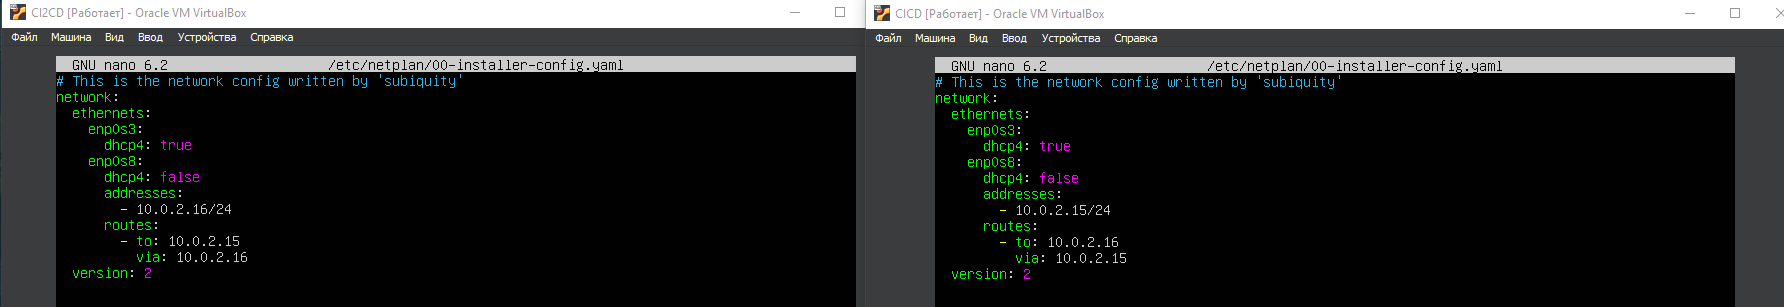 CI2CD [Работает] - Oracle VM VirtualBox
Файл Машина Вид Ввод Устройства Справка
GNU nano 6.2 /etc/netplan/00-installer-config.yaml
# This is the network config written by 'subiquity'
network:
  ethernets:
    enp0s3:
      dhcp4: true
    enp0s8:
      dhcp4: false
      addresses:
        - 10.0.2.16/24
      routes:
        - to: 10.0.2.15
          via: 10.0.2.16
  version: 2
CICD [Работает] - Oracle VM VirtualBox
Файл Машина Вид Ввод Устройства Справка
GNU nano 6.2 /etc/netplan/00-installer-config.yaml
# This is the network config written by 'subiquity'
network:
  ethernets:
    enp0s3:
      dhcp4: true
    enp0s8:
      dhcp4: false
      addresses:
        - 10.0.2.15/24
      routes:
        - to: 10.0.2.16
          via: 10.0.2.15
  version: 2